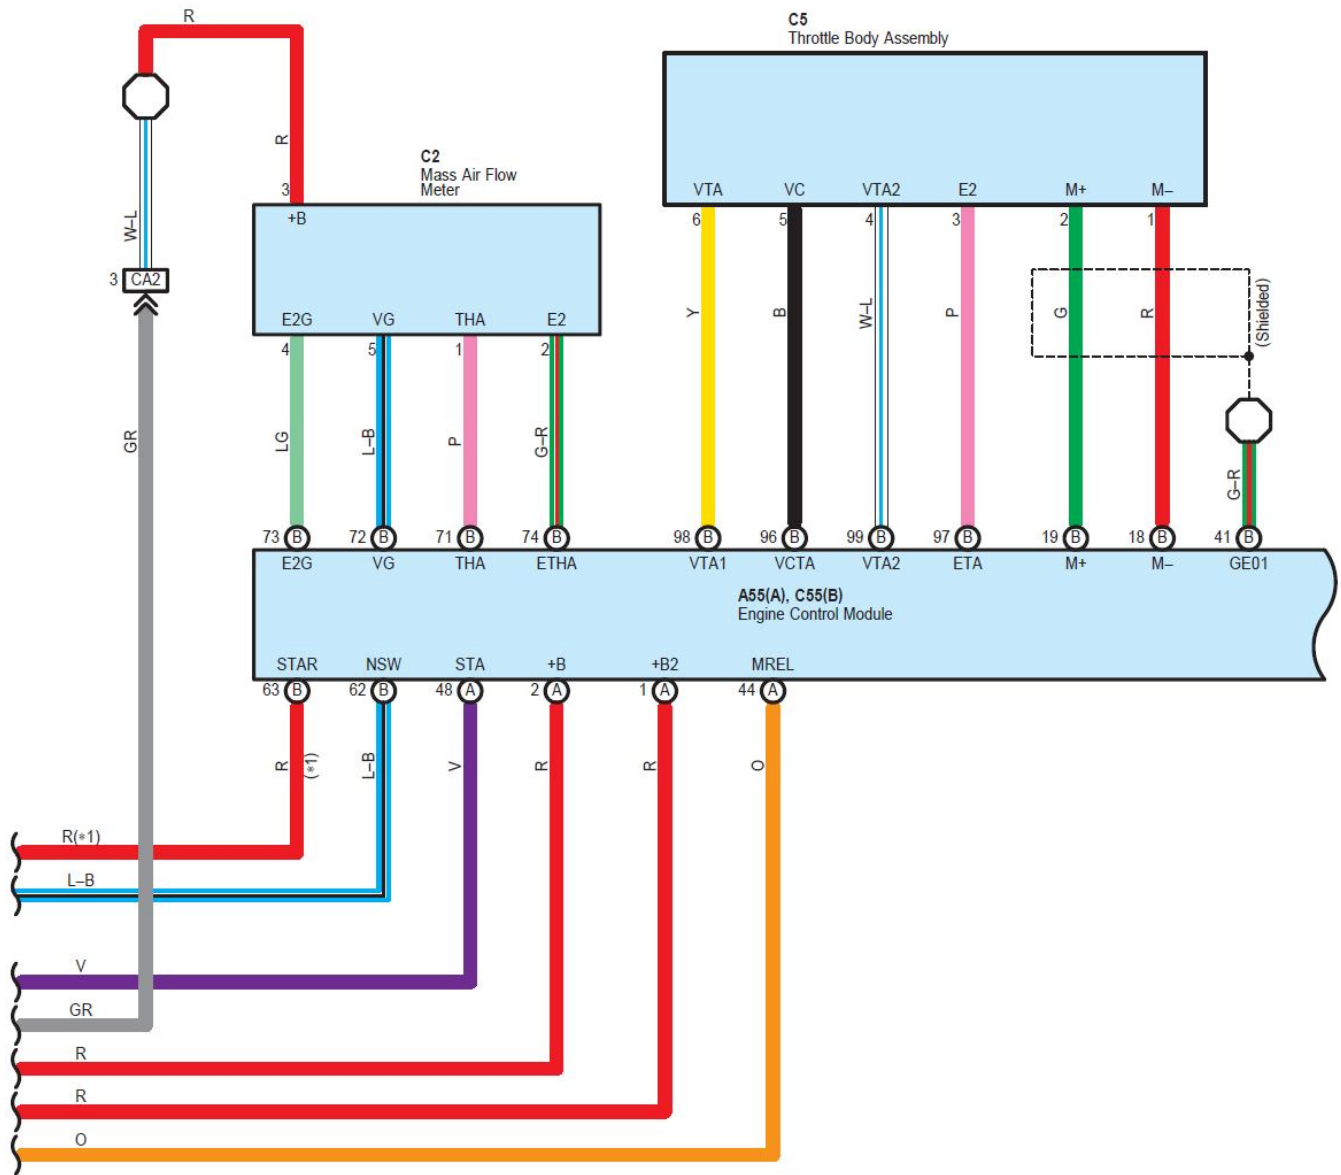 R
C5
Throttle Body Assembly
R
C2
Mass Air Flow
Meter
3
+B
VTA VC VTA2 E2 M+ M–
6 5 4 3 2 1
W–L
3 CA2
E2G VG THA E2
4 5 1 2
Y B W–L P G R (Shielded)
GR
LG L–B P G–R
G–R
73 B 72 B 71 B 74 B 98 B 96 B 99 B 97 B 19 B 18 B 41 B
E2G VG THA ETHA VTA1 VCTA VTA2 ETA M+ M– GE01
A55(A), C55(B)
Engine Control Module
STAR NSW STA +B +B2 MREL
63 B 62 B 48 A 2 A 1 A 44 A
R (*1) L–B V R R O
R(*1)
L–B
V
GR
R
R
O